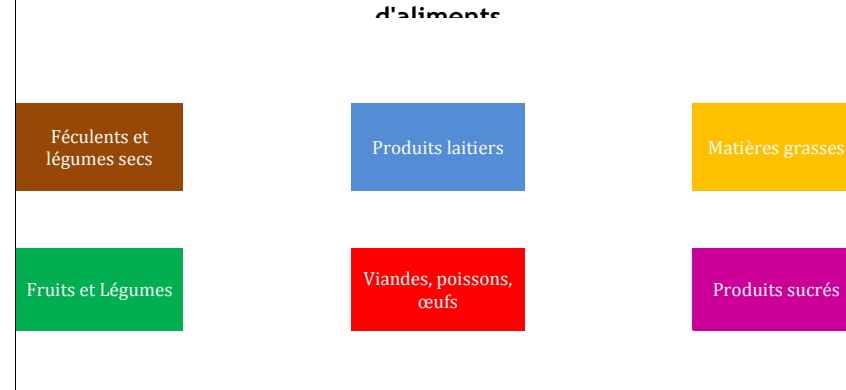 d'aliments
Féculents et
légumes secs
Produits laitiers
Matières grasses
Fruits et Légumes
Viandes, poissons,
œufs
Produits sucrés